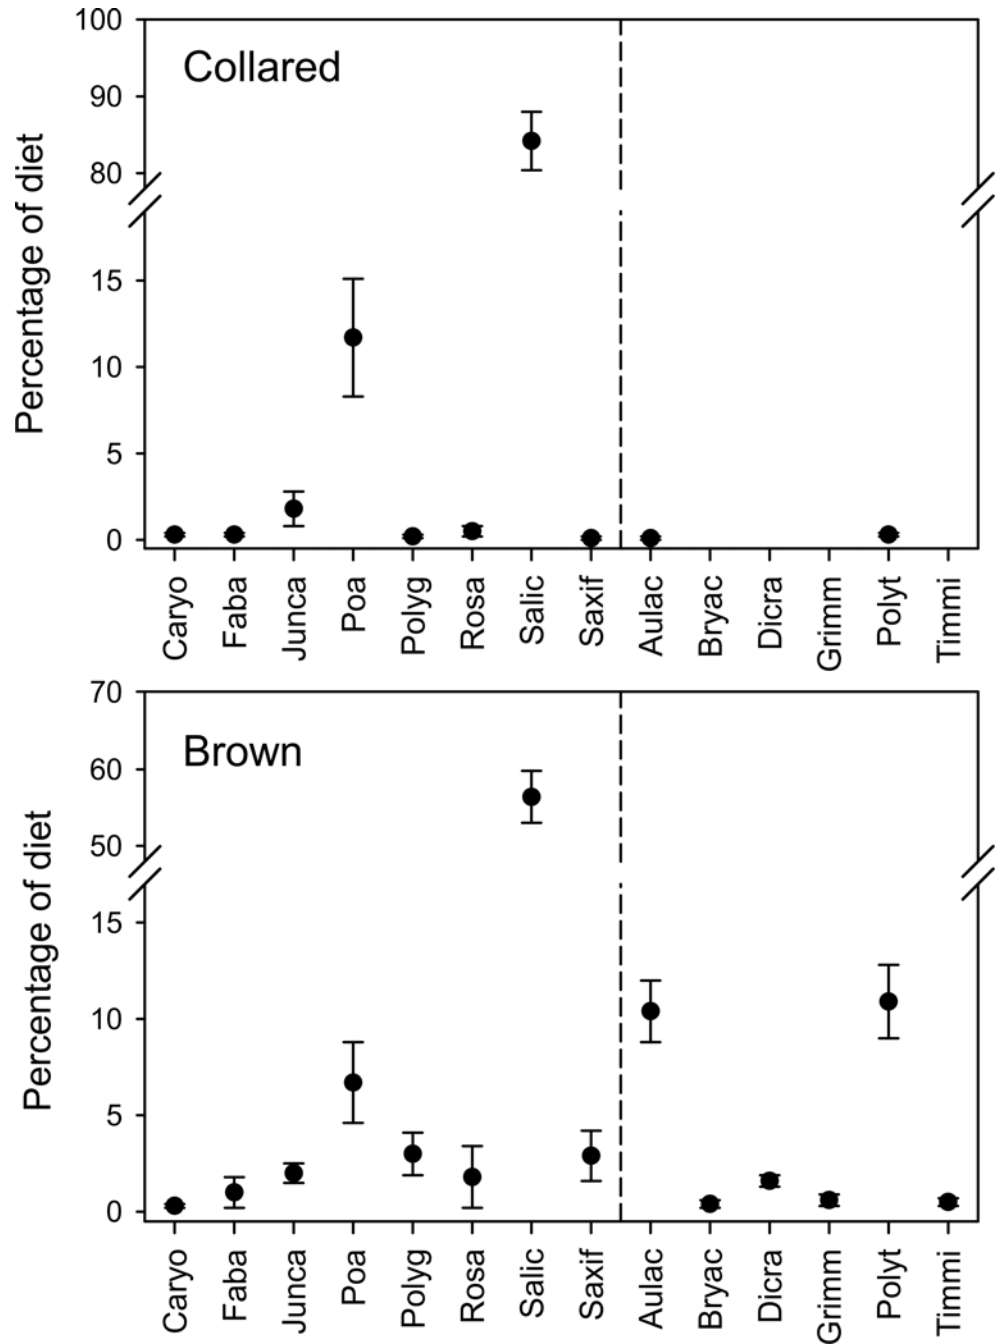 Collared
Percentage of diet
100
90
80
15
10
5
0
Caryo
Faba
Junca
Poa
Polyg
Rosa
Salic
Saxif
Aulac
Bryac
Dicra
Grimm
Polyt
Timmi
Brown
Percentage of diet
70
60
50
15
10
5
0
Caryo
Faba
Junca
Poa
Polyg
Rosa
Salic
Saxif
Aulac
Bryac
Dicra
Grimm
Polyt
Timmi